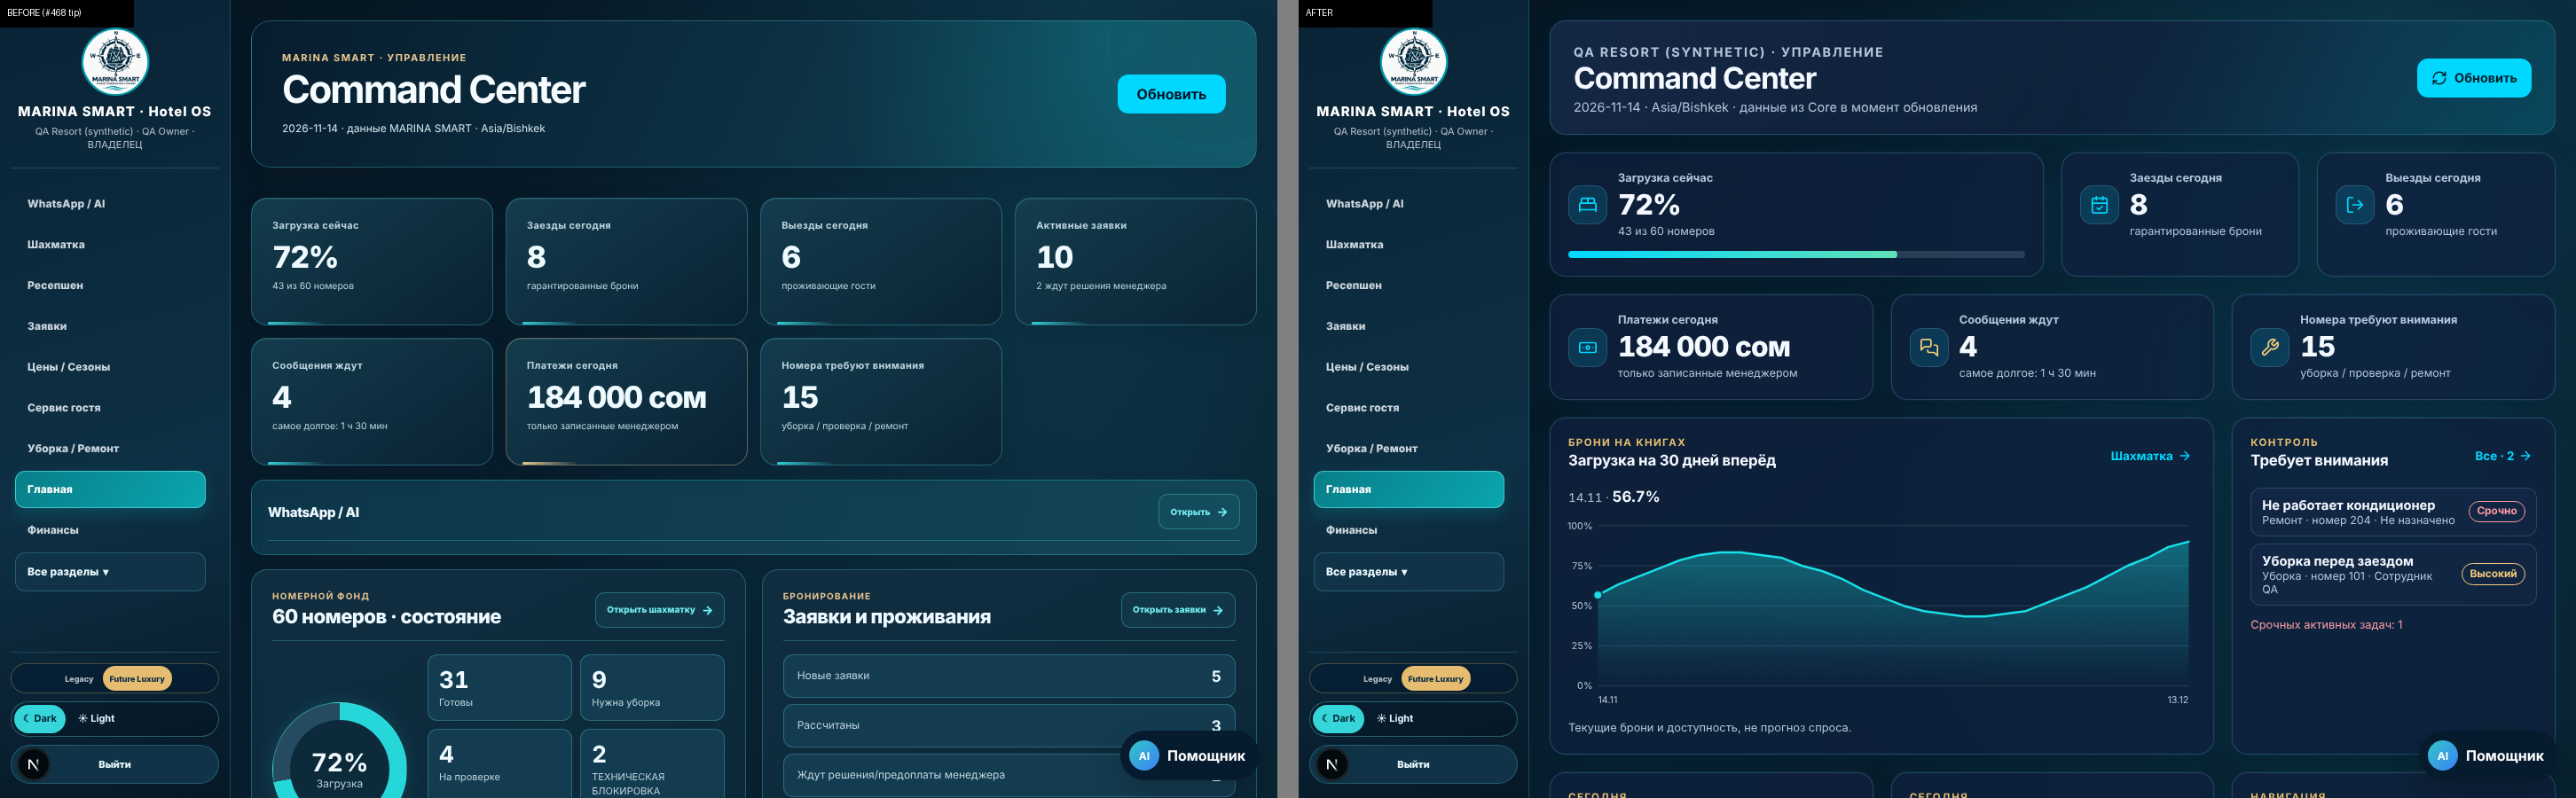 BEFORE (#468 tip)
N
W
E
MARINA SMART
MARINA SMART · Hotel OS
QA Resort (synthetic) · QA Owner ·
ВЛАДЕЛЕЦ
WhatsApp / AI
Шахматка
Ресепшен
Заявки
Цены / Сезоны
Сервис гостя
Уборка / Ремонт
Главная
Финансы
Все разделы ▾
Legacy
Future Luxury
☾ Dark
☀ Light
N
Выйти
MARINA SMART · УПРАВЛЕНИЕ
Command Center
2026-11-14 · данные MARINA SMART · Asia/Bishkek
Обновить
Загрузка сейчас
72%
43 из 60 номеров
Заезды сегодня
8
гарантированные брони
Выезды сегодня
6
проживающие гости
Активные заявки
10
2 ждут решения менеджера
Сообщения ждут
4
самое долгое: 1 ч 30 мин
Платежи сегодня
184 000 сом
только записанные менеджером
Номера требуют внимания
15
уборка / проверка / ремонт
WhatsApp / AI
Открыть →
НОМЕРНОЙ ФОНД
60 номеров · состояние
Открыть шахматку →
72%
Загрузка
31
Готовы
9
Нужна уборка
4
На проверке
2
ТЕХНИЧЕСКАЯ
БЛОКИРОВКА
БРОНИРОВАНИЕ
Заявки и проживания
Открыть заявки →
Новые заявки
5
Рассчитаны
3
Ждут решения/предоплаты менеджера
AI Помощник
AFTER
N
W
E
MARINA SMART
MARINA SMART · Hotel OS
QA Resort (synthetic) · QA Owner ·
ВЛАДЕЛЕЦ
WhatsApp / AI
Шахматка
Ресепшен
Заявки
Цены / Сезоны
Сервис гостя
Уборка / Ремонт
Главная
Финансы
Все разделы ▾
Legacy
Future Luxury
☾ Dark
☀ Light
N
Выйти
QA RESORT (SYNTHETIC) · УПРАВЛЕНИЕ
Command Center
2026-11-14 · Asia/Bishkek · данные из Core в момент обновления
Обновить
Загрузка сейчас
72%
43 из 60 номеров
Заезды сегодня
8
гарантированные брони
Выезды сегодня
6
проживающие гости
Платежи сегодня
184 000 сом
только записанные менеджером
Сообщения ждут
4
самое долгое: 1 ч 30 мин
Номера требуют внимания
15
уборка / проверка / ремонт
БРОНИ НА КНИГАХ
Загрузка на 30 дней вперёд
Шахматка →
14.11 · 56.7%
100%
75%
50%
25%
0%
14.11
13.12
Текущие брони и доступность, не прогноз спроса.
КОНТРОЛЬ
Требует внимания
Все · 2 →
Не работает кондиционер
Ремонт · номер 204 · Не назначено
Срочно
Уборка перед заездом
Уборка · номер 101 · Сотрудник
QA
Высокий
Срочных активных задач: 1
AI Помощник
СЕГОДНЯ
СЕГОДНЯ
НАВИГАЦИЯ